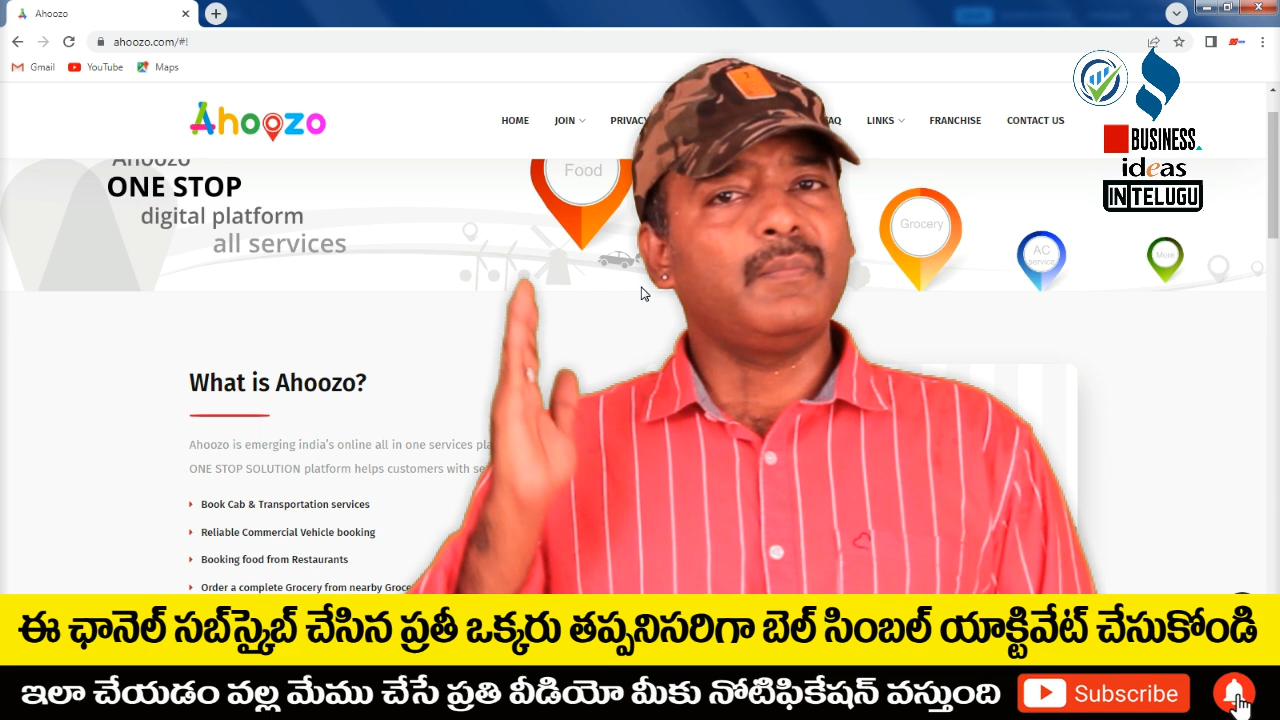 Ahoozo
ahoozo.com/#!
Gmail YouTube Maps
Ahoozo
HOME JOIN PRIVACY FAQ LINKS FRANCHISE CONTACT US
BUSINESS
ideas
IN TELUGU
Ahoozo
ONE STOP
digital platform
all services
Food
Grocery
AC
service
More
What is Ahoozo?
Ahoozo is emerging india's online all in one services
ONE STOP SOLUTION platform helps customers with
Book Cab & Transportation services
Reliable Commercial Vehicle booking
Booking food from Restaurants
Order a complete Grocery from nearby
ఈ ఛానెల్ సబ్‌స్క్రైబ్ చేసిన ప్రతీ ఒక్కరు తప్పనిసరిగా బెల్ సింబల్ యాక్టివేట్ చేసుకోండి
ఇలా చేయడం వల్ల మేము చేసే ప్రతి వీడియో మీకు నోటిఫికేషన్ వస్తుంది Subscribe